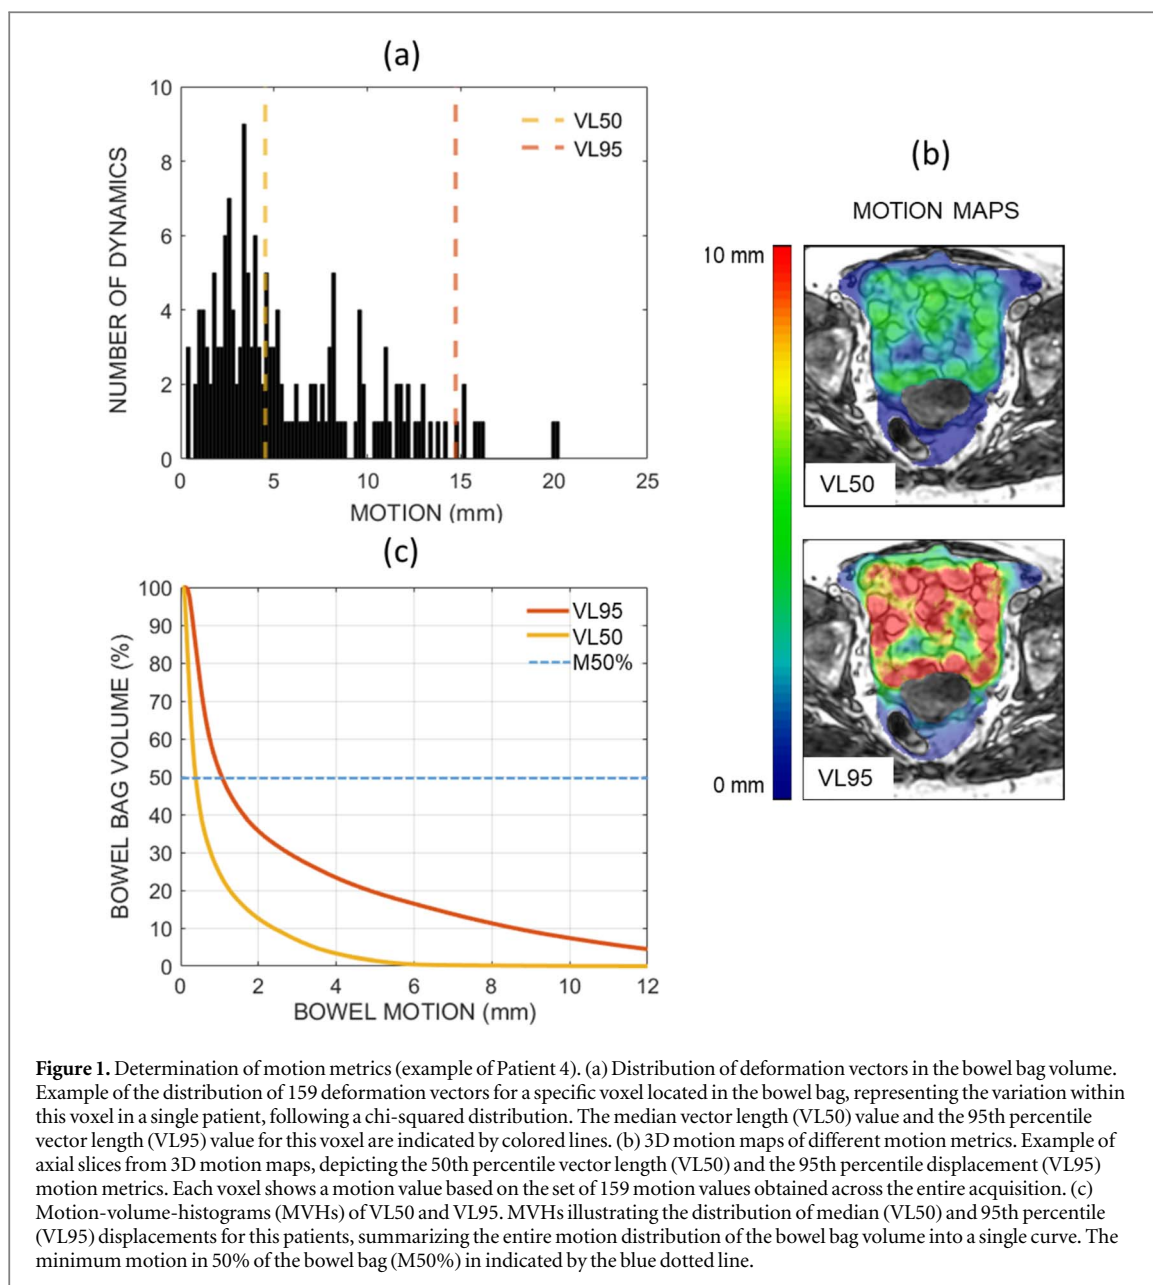 (a)
10
8
6
4
2
0
NUMBER OF DYNAMICS
VL50
VL95
0 5 10 15 20 25
MOTION (mm)
(b)
MOTION MAPS
10 mm
0 mm
VL50
VL95
(c)
100
90
80
70
60
50
40
30
20
10
0
BOWEL BAG VOLUME (%)
VL95
VL50
M50%
0 2 4 6 8 10 12
BOWEL MOTION (mm)
Figure 1. Determination of motion metrics (example of Patient 4). (a) Distribution of deformation vectors in the bowel bag volume.
Example of the distribution of 159 deformation vectors for a specific voxel located in the bowel bag, representing the variation within
this voxel in a single patient, following a chi-squared distribution. The median vector length (VL50) value and the 95th percentile
vector length (VL95) value for this voxel are indicated by colored lines. (b) 3D motion maps of different motion metrics. Example of
axial slices from 3D motion maps, depicting the 50th percentile vector length (VL50) and the 95th percentile displacement (VL95)
motion metrics. Each voxel shows a motion value based on the set of 159 motion values obtained across the entire acquisition. (c)
Motion-volume-histograms (MVHs) of VL50 and VL95. MVHs illustrating the distribution of median (VL50) and 95th percentile
(VL95) displacements for this patients, summarizing the entire motion distribution of the bowel bag volume into a single curve. The
minimum motion in 50% of the bowel bag (M50%) in indicated by the blue dotted line.